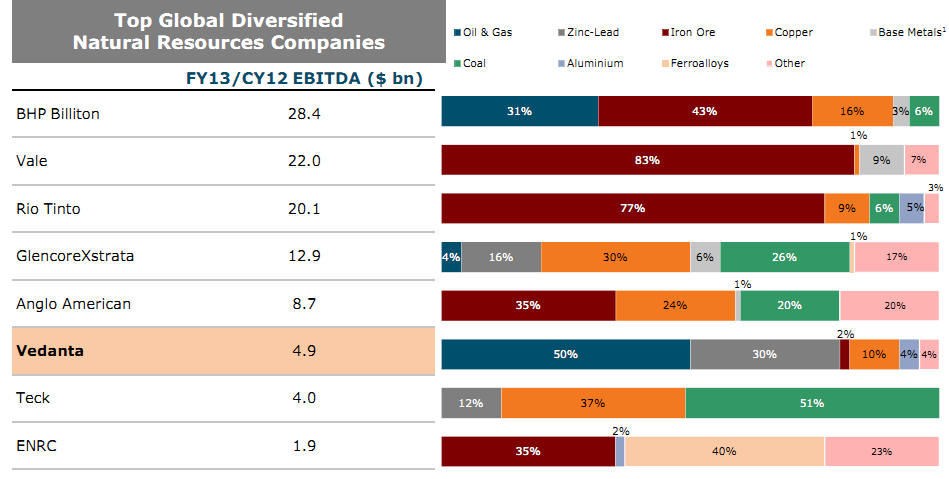 Top Global Diversified
Natural Resources Companies
Oil & Gas Zinc-Lead Iron Ore Copper Base Metals¹
Coal Aluminium Ferroalloys Other
FY13/CY12 EBITDA ($ bn)
BHP Billiton 28.4 31% 43% 16% 3% 6%
1%
Vale 22.0 83% 9% 7%
3%
Rio Tinto 20.1 77% 9% 6% 5%
1%
GlencoreXstrata 12.9 4% 16% 30% 6% 26% 17%
1%
Anglo American 8.7 35% 24% 20% 20%
2%
Vedanta 4.9 50% 30% 10% 4% 4%
Teck 4.0 12% 37% 51%
2%
ENRC 1.9 35% 40% 23%